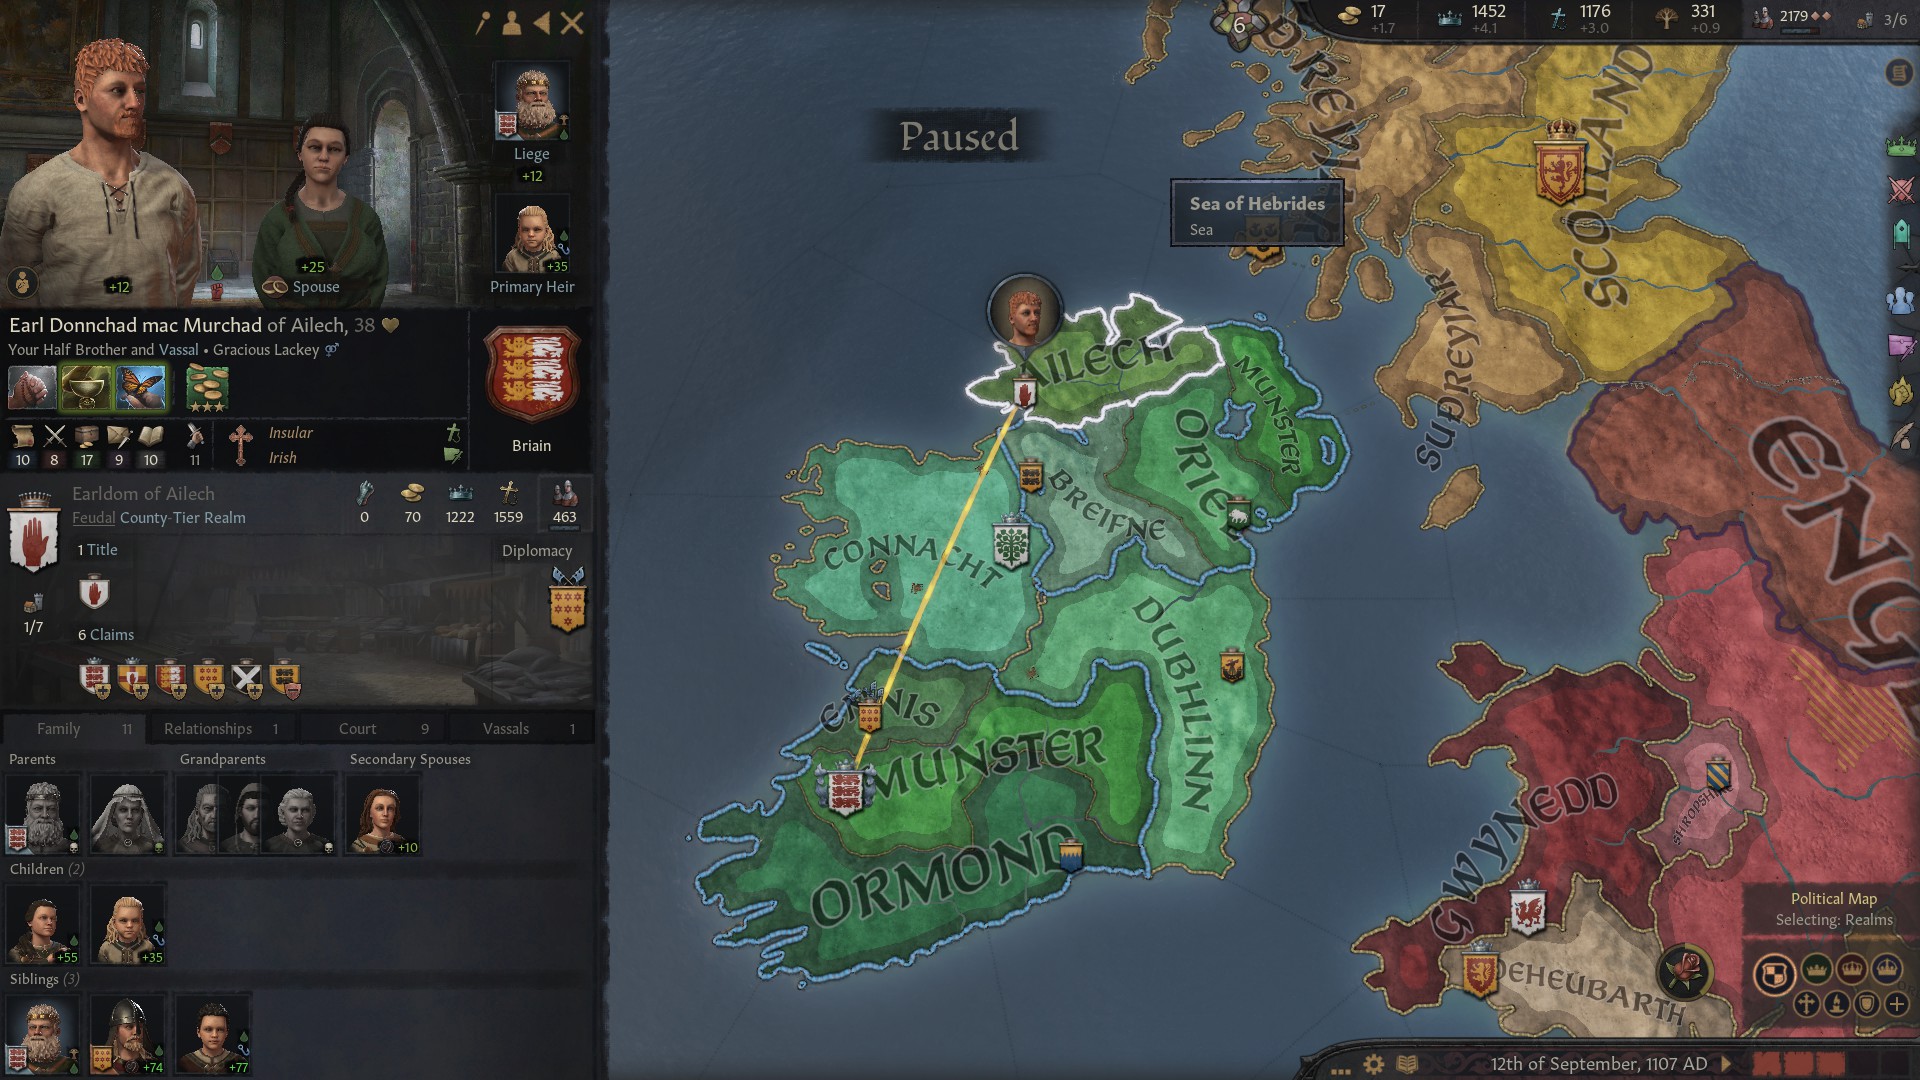 Liege
+12
+35
Primary Heir
+12
+25
Spouse
Earl Donnchad mac Murchad of Ailech, 38
Your Half Brother and Vassal • Gracious Lackey
10 8 17 9 10 11
Insular
Irish
Briain
Earldom of Ailech
Feudal County-Tier Realm
0 70 1222 1559 463
1 Title
Diplomacy
1/7
6 Claims
Family 11
Relationships 1
Court 9
Vassals 1
Parents
Grandparents
Secondary Spouses
+10
Children (2)
+55
+35
Siblings (3)
+74
+77
Paused
Sea of Hebrides
Sea
6
17
+1.7
1452
+4.1
1176
+3.0
331
+0.9
2179
3/6
SCOTLAND
SUÐREYJAR
SUÐREYJAR
AILECH
MUNSTER
ORIEL
BREIFNE
CONNACHT
DUBHLINN
ENNIS
MUNSTER
ORMOND
GWYNEDD
SHROPSHIRE
DEHEUBARTH
Political Map
Selecting: Realms
12th of September, 1107 AD